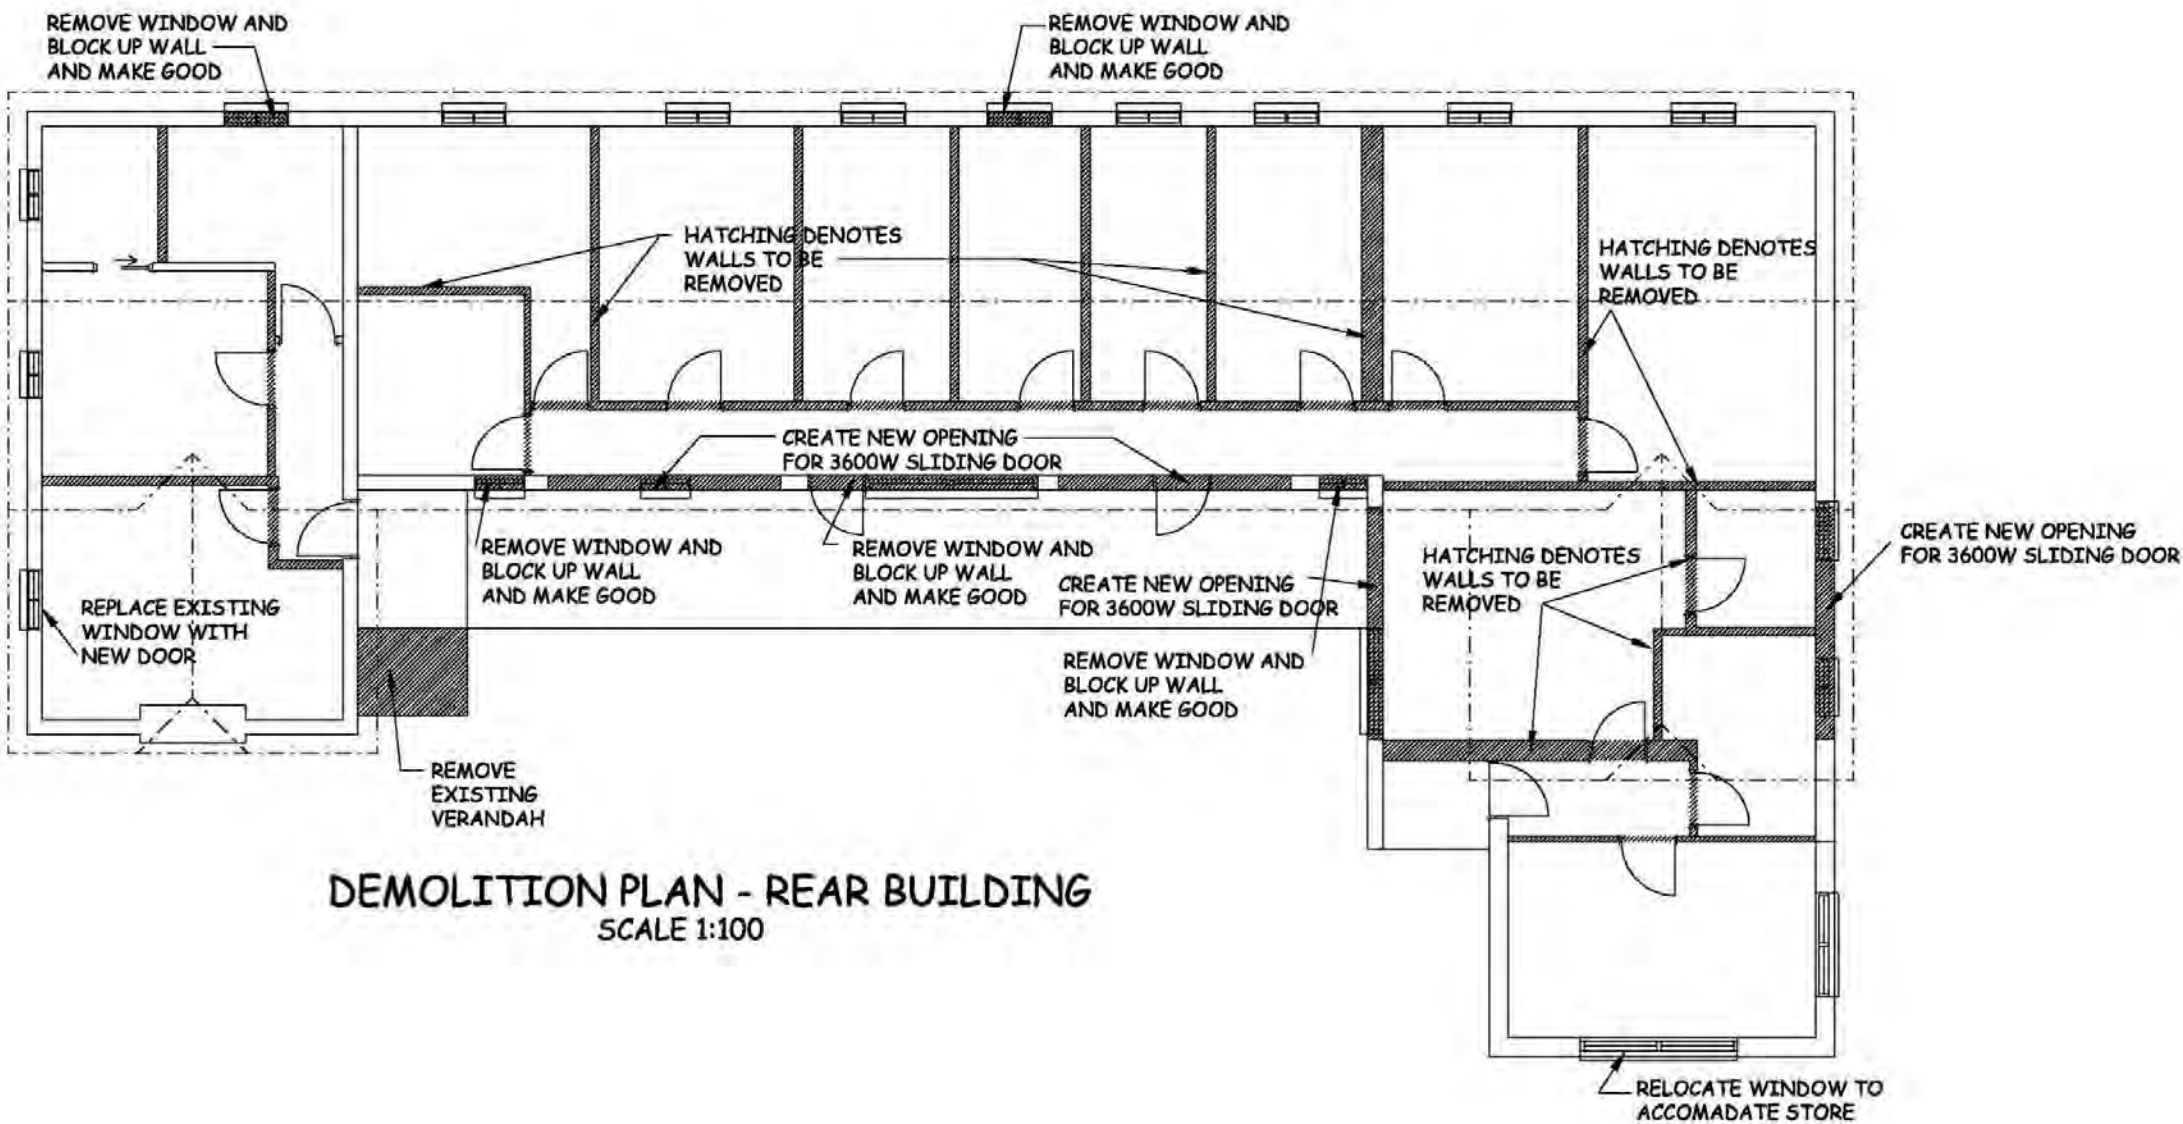 REMOVE WINDOW AND
BLOCK UP WALL
AND MAKE GOOD
REMOVE WINDOW AND
BLOCK UP WALL
AND MAKE GOOD
HATCHING DENOTES
WALLS TO BE
REMOVED
HATCHING DENOTES
WALLS TO BE
REMOVED
CREATE NEW OPENING
FOR 3600W SLIDING DOOR
REMOVE WINDOW AND
BLOCK UP WALL
AND MAKE GOOD
REMOVE WINDOW AND
BLOCK UP WALL
AND MAKE GOOD
CREATE NEW OPENING
FOR 3600W SLIDING DOOR
HATCHING DENOTES
WALLS TO BE
REMOVED
CREATE NEW OPENING
FOR 3600W SLIDING DOOR
REPLACE EXISTING
WINDOW WITH
NEW DOOR
REMOVE WINDOW AND
BLOCK UP WALL
AND MAKE GOOD
REMOVE
EXISTING
VERANDAH
DEMOLITION PLAN - REAR BUILDING
SCALE 1:100
RELOCATE WINDOW TO
ACCOMADATE STORE